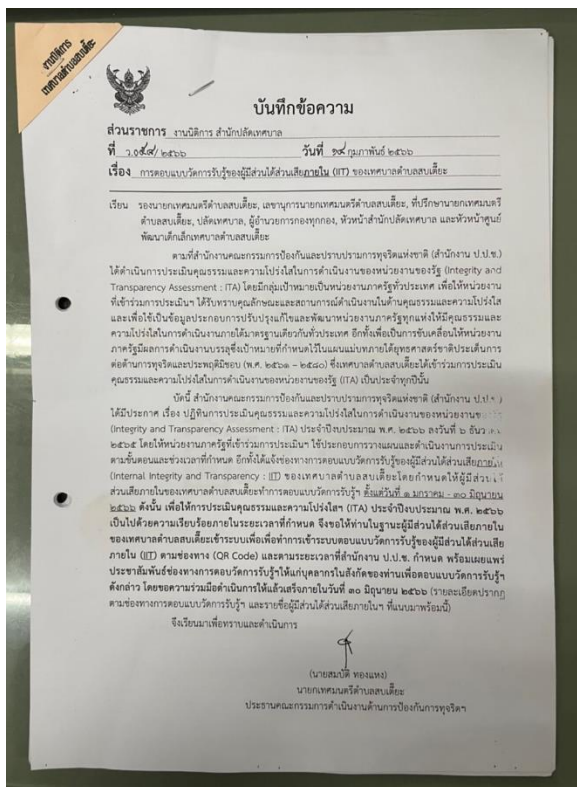 งานนิติการ
เทศบาลตำบลสบเตี๊ยะ
บันทึกข้อความ
ส่วนราชการ งานนิติการ สำนักปลัดเทศบาล
ที่ ว.๐๕๙/๒๕๖๖ วันที่ กุมภาพันธ์ ๒๕๖๖
เรื่อง การตอบแบบวัดการรับรู้ของผู้มีส่วนได้ส่วนเสียภายใน (IIT) ของเทศบาลตำบลสบเตี๊ยะ
เรียน รองนายกเทศมนตรีตำบลสบเตี๊ยะ, เลขานุการนายกเทศมนตรีตำบลสบเตี๊ยะ, ที่ปรึกษานายกเทศมนตรี
ตำบลสบเตี๊ยะ, ปลัดเทศบาล, ผู้อำนวยการกองทุกกอง, หัวหน้าสำนักปลัดเทศบาล และหัวหน้าศูนย์
พัฒนาเด็กเล็กเทศบาลตำบลสบเตี๊ยะ
ตามที่สำนักงานคณะกรรมการป้องกันและปราบปรามการทุจริตแห่งชาติ (สำนักงาน ป.ป.ช.)
ได้ดำเนินการประเมินคุณธรรมและความโปร่งใสในการดำเนินงานของหน่วยงานของรัฐ (Integrity and
Transparency Assessment : ITA) โดยมีกลุ่มเป้าหมายเป็นหน่วยงานภาครัฐทั่วประเทศ เพื่อให้หน่วยงาน
ที่เข้าร่วมการประเมินฯ ได้รับทราบคุณลักษณะและสถานการณ์ดำเนินงานในด้านคุณธรรมและความโปร่งใส
และเพื่อใช้เป็นข้อมูลประกอบการปรับปรุงแก้ไขและพัฒนาหน่วยงานภาครัฐทุกแห่งให้มีคุณธรรมและ
ความโปร่งใสในการดำเนินงานภายใต้มาตรฐานเดียวกันทั่วประเทศ อีกทั้งเพื่อเป็นการขับเคลื่อนให้หน่วยงาน
ภาครัฐมีผลการดำเนินงานบรรลุซึ่งเป้าหมายที่กำหนดไว้ในแผนแม่บทภายใต้ยุทธศาสตร์ชาติประเด็นการ
ต่อต้านการทุจริตและประพฤติมิชอบ (พ.ศ. ๒๕๖๑ – ๒๕๘๐) ซึ่งเทศบาลตำบลสบเตี๊ยะได้เข้าร่วมการประเมิน
คุณธรรมและความโปร่งใสในการดำเนินงานของหน่วยงานของรัฐ (ITA) เป็นประจำทุกปีนั้น
บัดนี้ สำนักงานคณะกรรมการป้องกันและปราบปรามการทุจริตแห่งชาติ (สำนักงาน ป.ป.ช.)
ได้มีประกาศ เรื่อง ปฏิทินการประเมินคุณธรรมและความโปร่งใสในการดำเนินงานของหน่วยงานของรัฐ
(Integrity and Transparency Assessment : ITA) ประจำปีงบประมาณ พ.ศ. ๒๕๖๖ ลงวันที่ ๖ ธันวาคม
๒๕๖๕ โดยให้หน่วยงานภาครัฐที่เข้าร่วมการประเมินฯ ใช้ประกอบการวางแผนและดำเนินการประเมิน
ตามขั้นตอนและช่วงเวลาที่กำหนด อีกทั้งได้แจ้งช่องทางการตอบแบบวัดการรับรู้ของผู้มีส่วนได้ส่วนเสียภายใน
(Internal Integrity and Transparency : IIT) ของเทศบาลตำบลสบเตี๊ยะโดยกำหนดให้ผู้มีส่วนได้
ส่วนเสียภายในของเทศบาลตำบลสบเตี๊ยะทำการตอบแบบวัดการรับรู้ฯ ตั้งแต่วันที่ ๑ มกราคม - ๓๐ มิถุนายน
๒๕๖๖ ดังนั้น เพื่อให้การประเมินคุณธรรมและความโปร่งใสฯ (ITA) ประจำปีงบประมาณ พ.ศ. ๒๕๖๖
เป็นไปด้วยความเรียบร้อยภายในระยะเวลาที่กำหนด จึงขอให้ท่านในฐานะผู้มีส่วนได้ส่วนเสียภายใน
ของเทศบาลตำบลสบเตี๊ยะเข้าระบบเพื่อเพื่อทำการเข้าระบบตอบแบบวัดการรับรู้ของผู้มีส่วนได้ส่วนเสีย
ภายใน (IIT) ตามช่องทาง (QR Code) และตามระยะเวลาที่สำนักงาน ป.ป.ช. กำหนด พร้อมเผยแพร่
ประชาสัมพันธ์ช่องทางการตอบวัดการรับรู้ฯให้แก่บุคลากรในสังกัดของท่านเพื่อตอบแบบวัดการรับรู้ฯ
ดังกล่าว โดยขอความร่วมมือดำเนินการให้แล้วเสร็จภายในวันที่ ๓๐ มิถุนายน ๒๕๖๖ (รายละเอียดปรากฏ
ตามช่องทางการตอบแบบวัดการรับรู้ฯ และรายชื่อผู้มีส่วนได้ส่วนเสียภายในฯ ที่แนบมาพร้อมนี้)
จึงเรียนมาเพื่อทราบและดำเนินการ
(นายสมบัติ ทองแหง)
นายกเทศมนตรีตำบลสบเตี๊ยะ
ประธานคณะกรรมการดำเนินงานด้านการป้องกันการทุจริตฯ